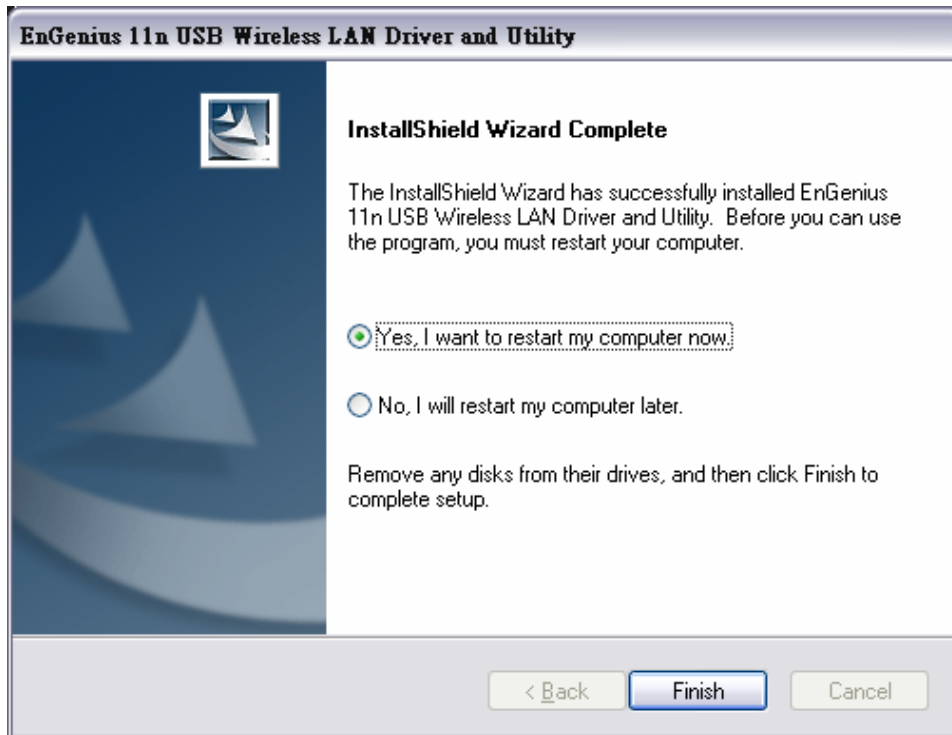 EnGenius 11n USB Wireless LAN Driver and Utility
InstallShield Wizard Complete
The InstallShield Wizard has successfully installed EnGenius
11n USB Wireless LAN Driver and Utility. Before you can use
the program, you must restart your computer.
Yes, I want to restart my computer now.
No, I will restart my computer later.
Remove any disks from their drives, and then click Finish to
complete setup.
< Back
Finish
Cancel